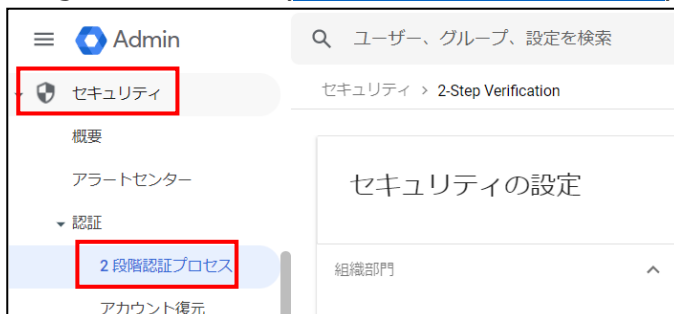 Admin
ユーザー、グループ、設定を検索
セキュリティ
セキュリティ > 2-Step Verification
概要
アラートセンター
セキュリティの設定
認証
2 段階認証プロセス
組織部門
アカウント復元